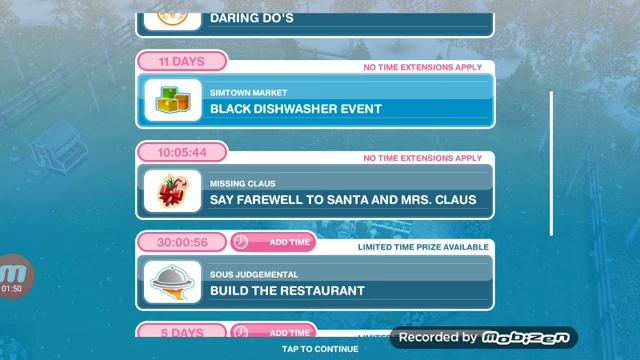 DARING DO'S
11 DAYS
NO TIME EXTENSIONS APPLY
SIMTOWN MARKET
BLACK DISHWASHER EVENT
10:05:44
NO TIME EXTENSIONS APPLY
MISSING CLAUS
SAY FAREWELL TO SANTA AND MRS. CLAUS
30:00:56
ADD TIME
LIMITED TIME PRIZE AVAILABLE
SOUS JUDGEMENTAL
BUILD THE RESTAURANT
01:50
5 DAYS
ADD TIME
Recorded by MOBIZEN
TAP TO CONTINUE